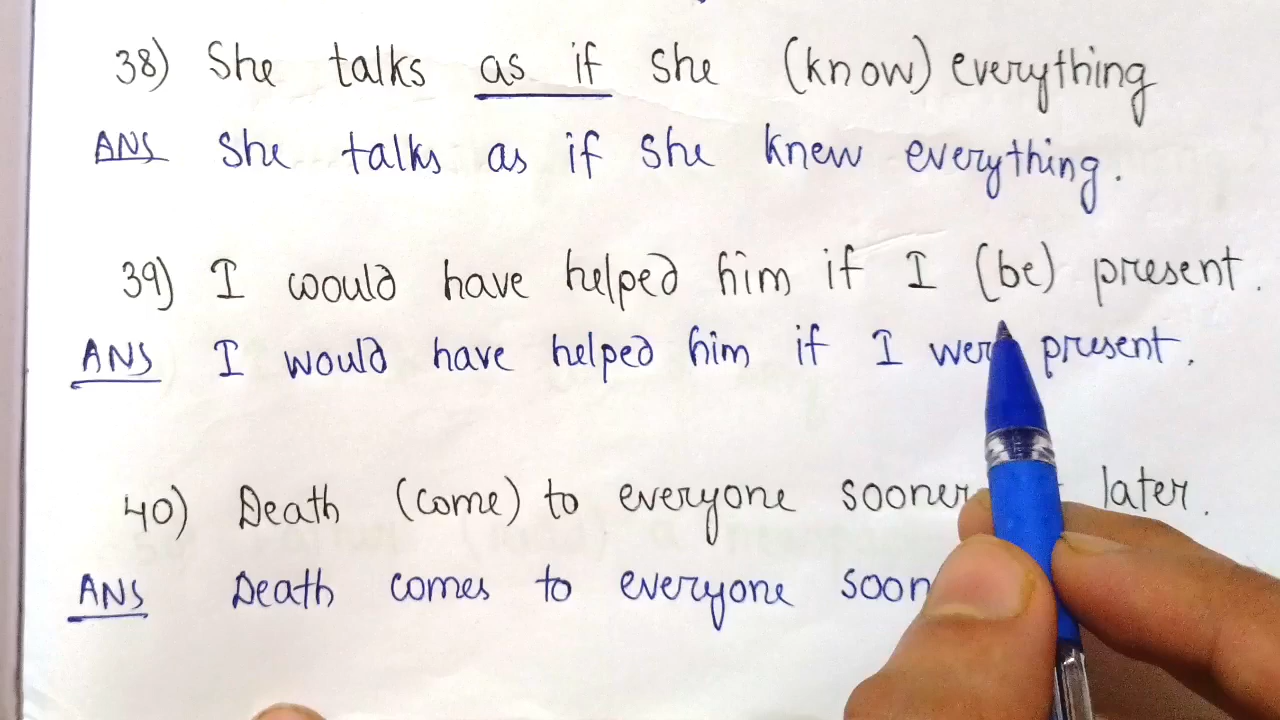 38) She talks as if she (know) everything
ANS She talks as if she knew everything.
39) I would have helped him if I (be) present.
ANS I would have helped him if I were present.
40) Death (come) to everyone sooner later.
ANS Death comes to everyone soon